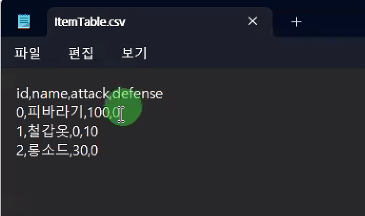 ItemTable.csv
파일 편집 보기
id,name,attack,defense
0,피바라기,100,0
1,철갑옷,0,10
2,롱소드,30,0